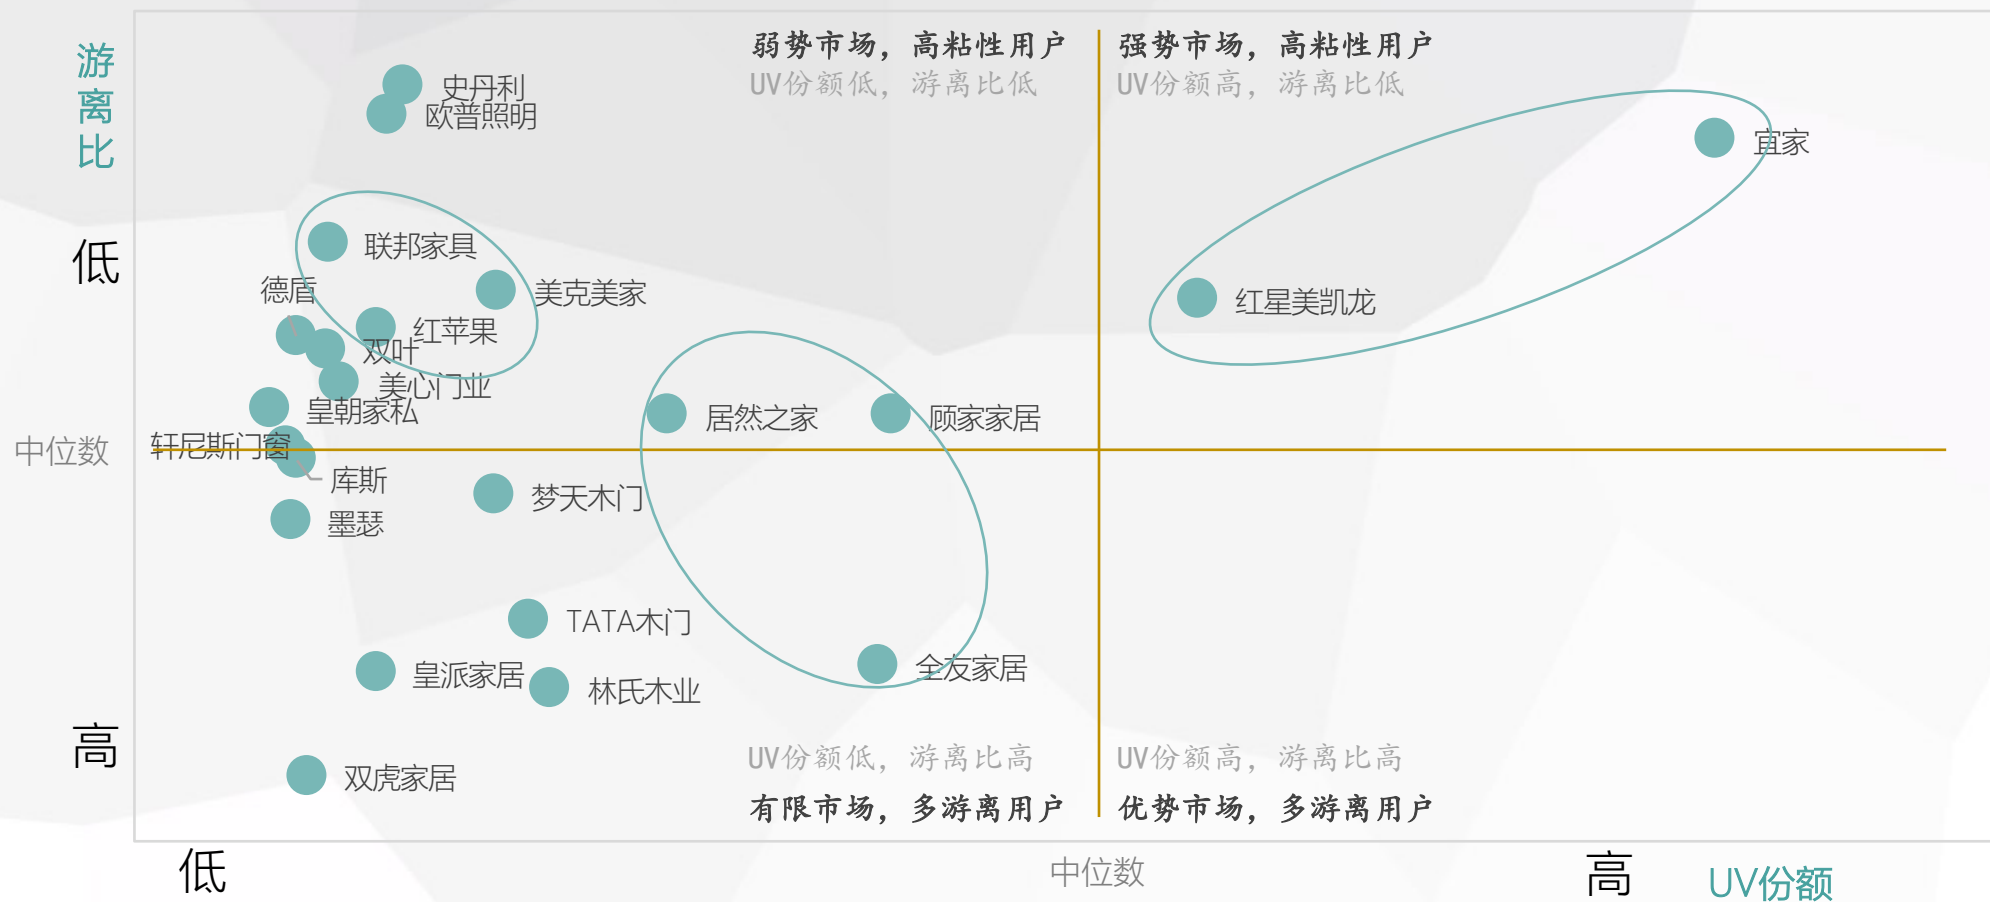 游离比
弱势市场，高粘性用户
强势市场，高粘性用户
UV份额低，游离比低
UV份额高，游离比低
史丹利
欧普照明
宜家
低
联邦家具
德盾
美克美家
红星美凯龙
红苹果
双叶
美心门业
皇朝家私
居然之家
顾家家居
中位数
轩尼斯门窗
库斯
梦天木门
墨瑟
TATA木门
皇派家居
林氏木业
全友家居
高
双虎家居
UV份额低，游离比高
UV份额高，游离比高
有限市场，多游离用户
优势市场，多游离用户
低
中位数
高
UV份额